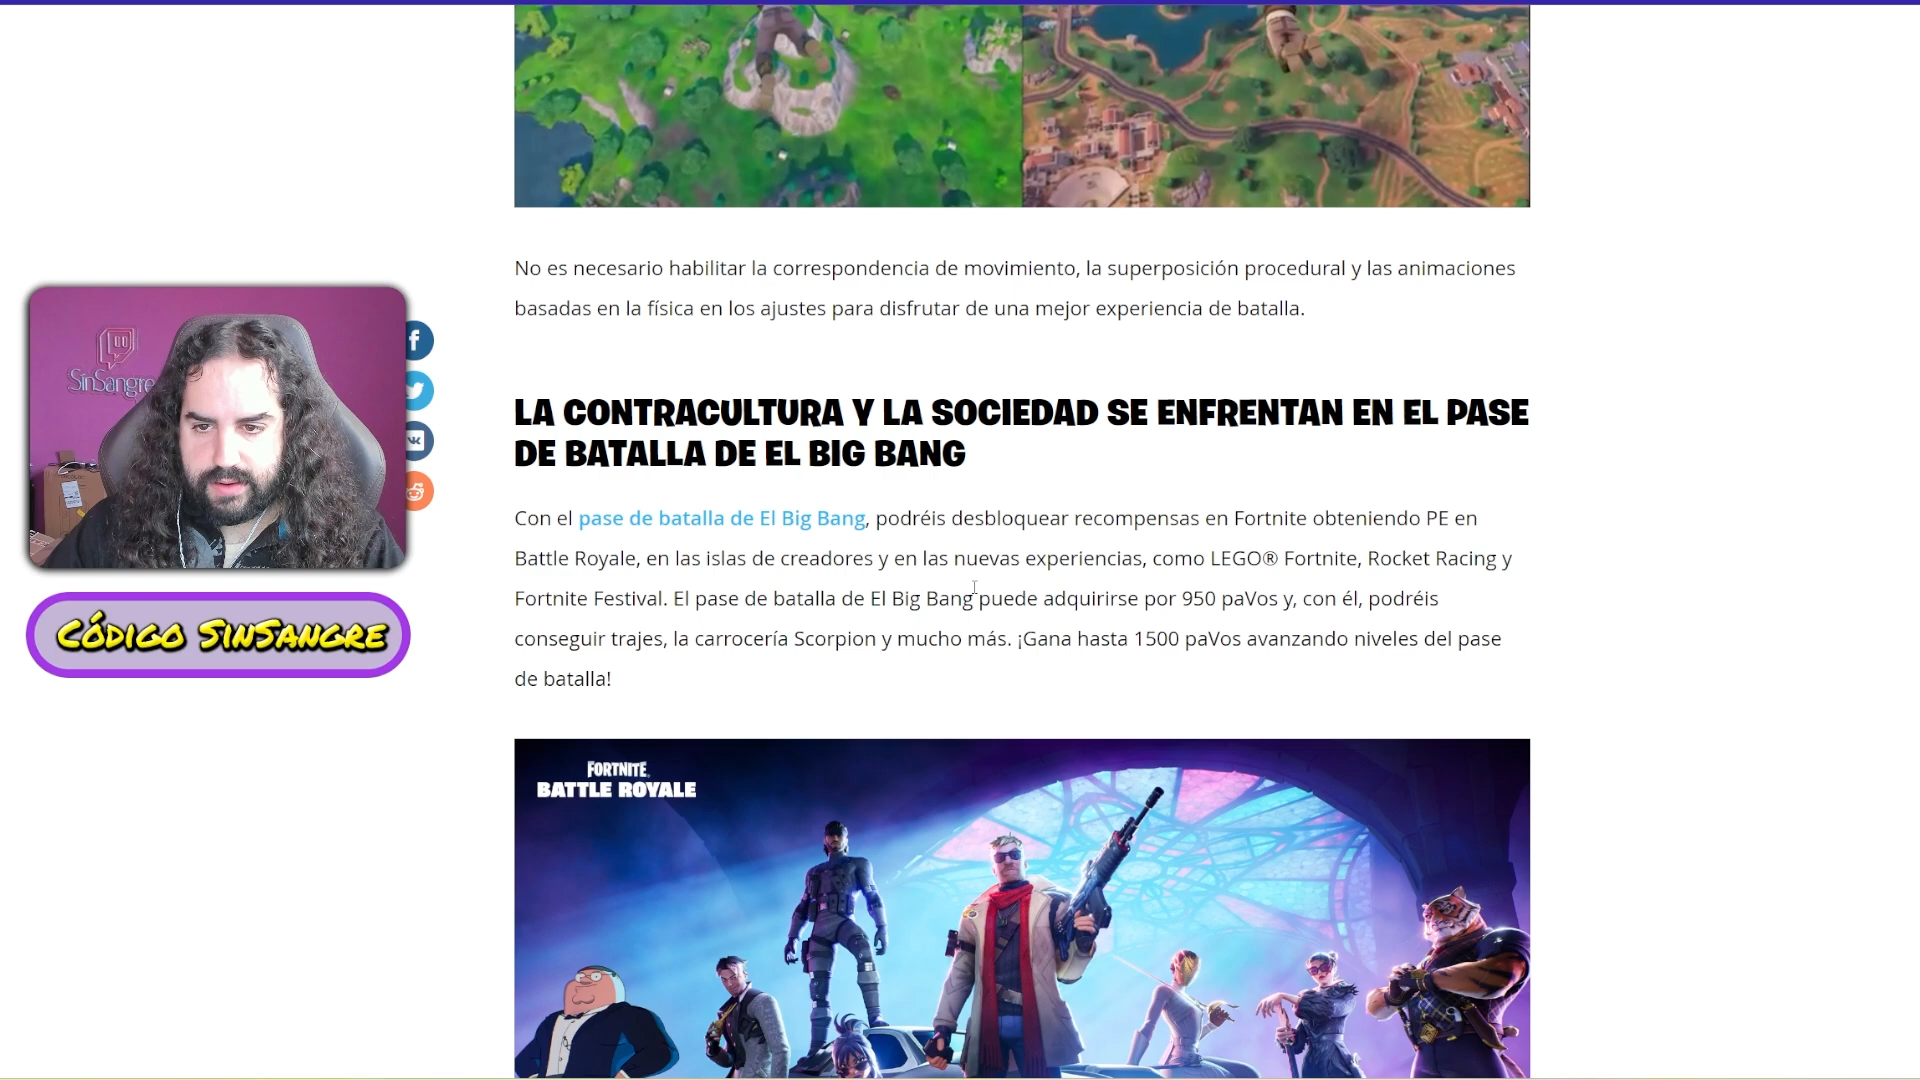 No es necesario habilitar la correspondencia de movimiento, la superposición procedural y las animaciones
basadas en la física en los ajustes para disfrutar de una mejor experiencia de batalla.
SinSangre
LA CONTRACULTURA Y LA SOCIEDAD SE ENFRENTAN EN EL PASE
DE BATALLA DE EL BIG BANG
Con el pase de batalla de El Big Bang, podréis desbloquear recompensas en Fortnite obteniendo PE en
Battle Royale, en las islas de creadores y en las nuevas experiencias, como LEGO® Fortnite, Rocket Racing y
Fortnite Festival. El pase de batalla de El Big Bang puede adquirirse por 950 paVos y, con él, podréis
conseguir trajes, la carrocería Scorpion y mucho más. ¡Gana hasta 1500 paVos avanzando niveles del pase
de batalla!
CÓDIGO SINSANGRE
FORTNITE
BATTLE ROYALE